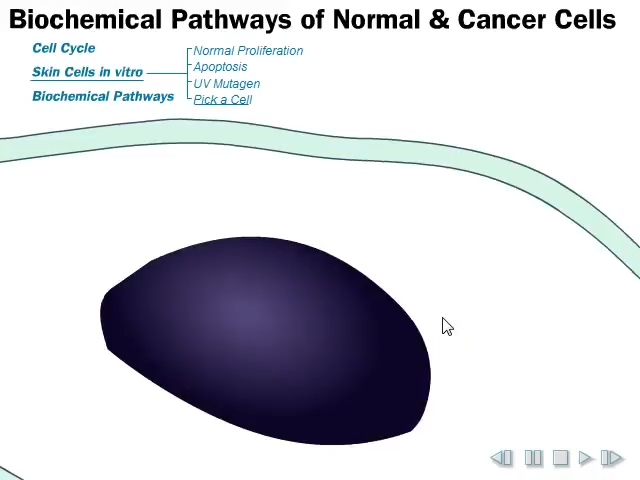 Biochemical Pathways of Normal & Cancer Cells
Cell Cycle
Skin Cells in vitro
Biochemical Pathways
Normal Proliferation
Apoptosis
UV Mutagen
Pick a Cell